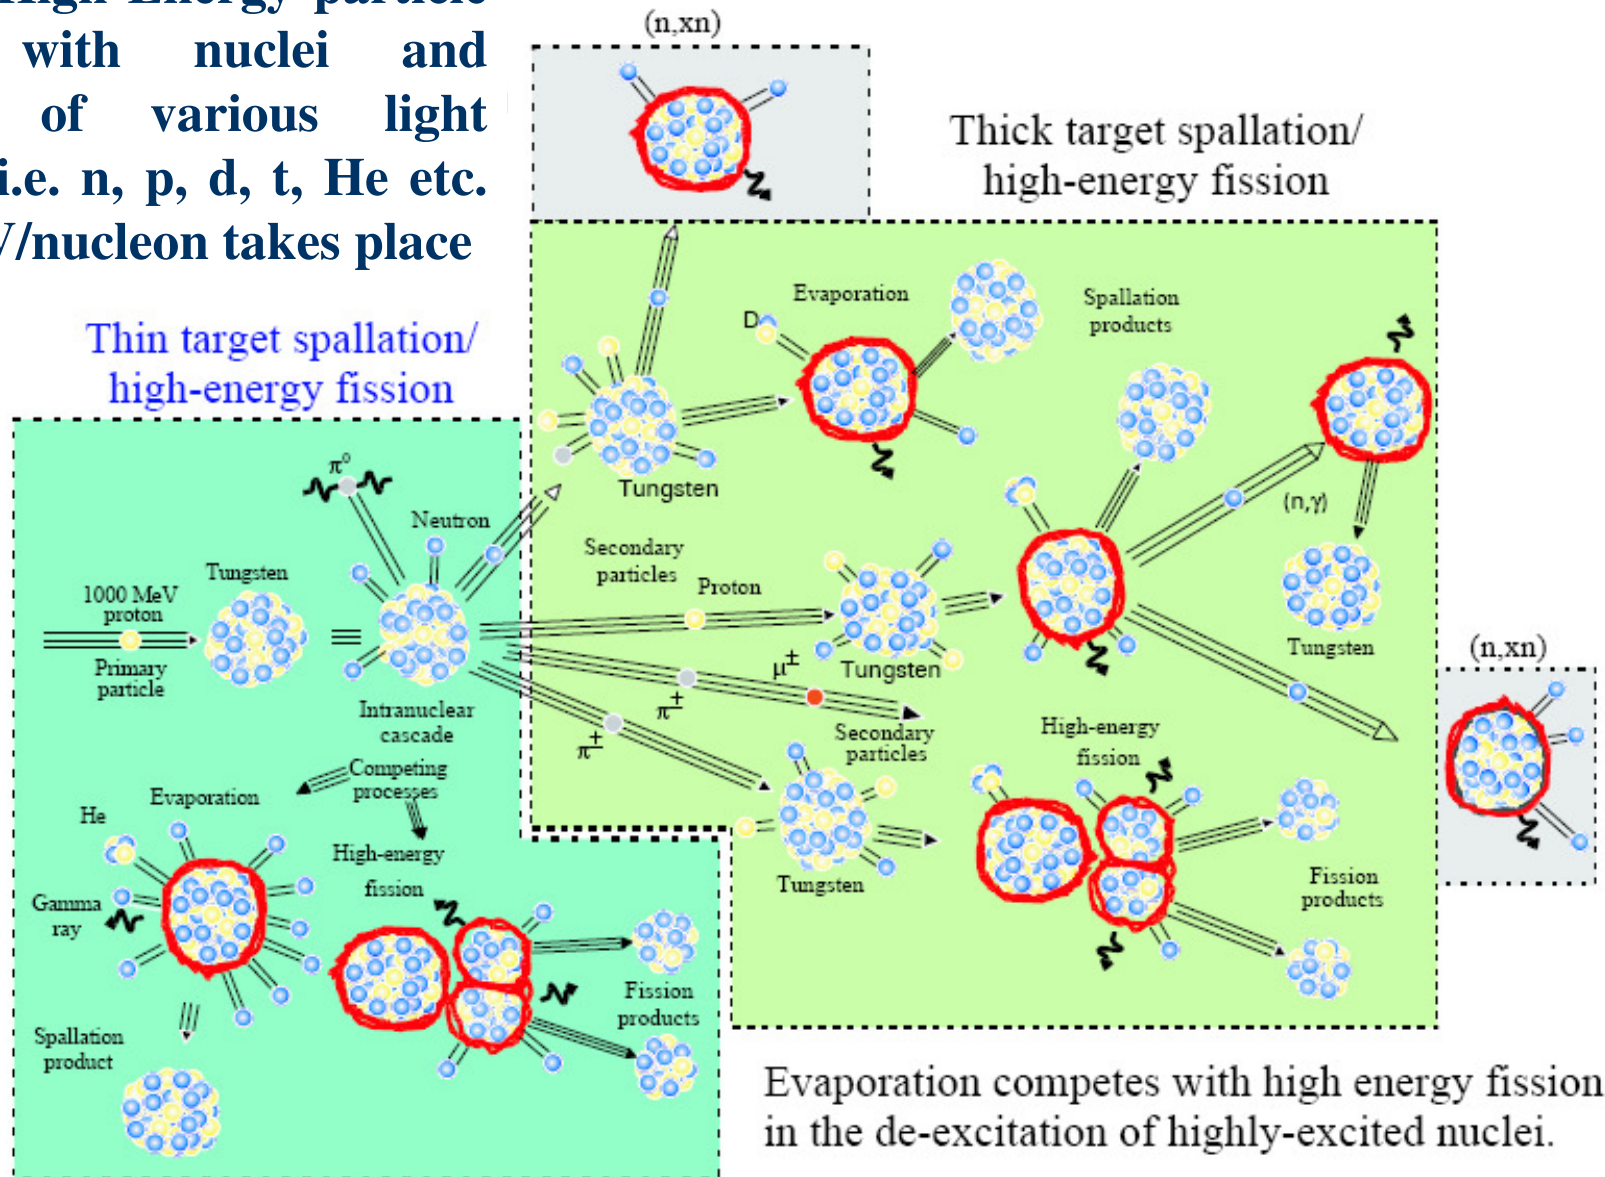 High Energy particle
with nuclei and
of various light
i.e. n, p, d, t, He etc.
V/nucleon takes place
(n,xn)
Thick target spallation/
high-energy fission
Thin target spallation/
high-energy fission
π⁰
Neutron
Tungsten
1000 MeV
proton
Primary
particle
Intranuclear
cascade
Competing
processes
Evaporation
He
High-energy
fission
Gamma
ray
Spallation
product
Fission
products
Evaporation
D
Spallation
products
Tungsten
Secondary
particles
Proton
Tungsten
μ±
π±
π±
Secondary
particles
(n,γ)
Tungsten
High-energy
fission
Tungsten
Fission
products
(n,xn)
Evaporation competes with high energy fission
in the de-excitation of highly-excited nuclei.